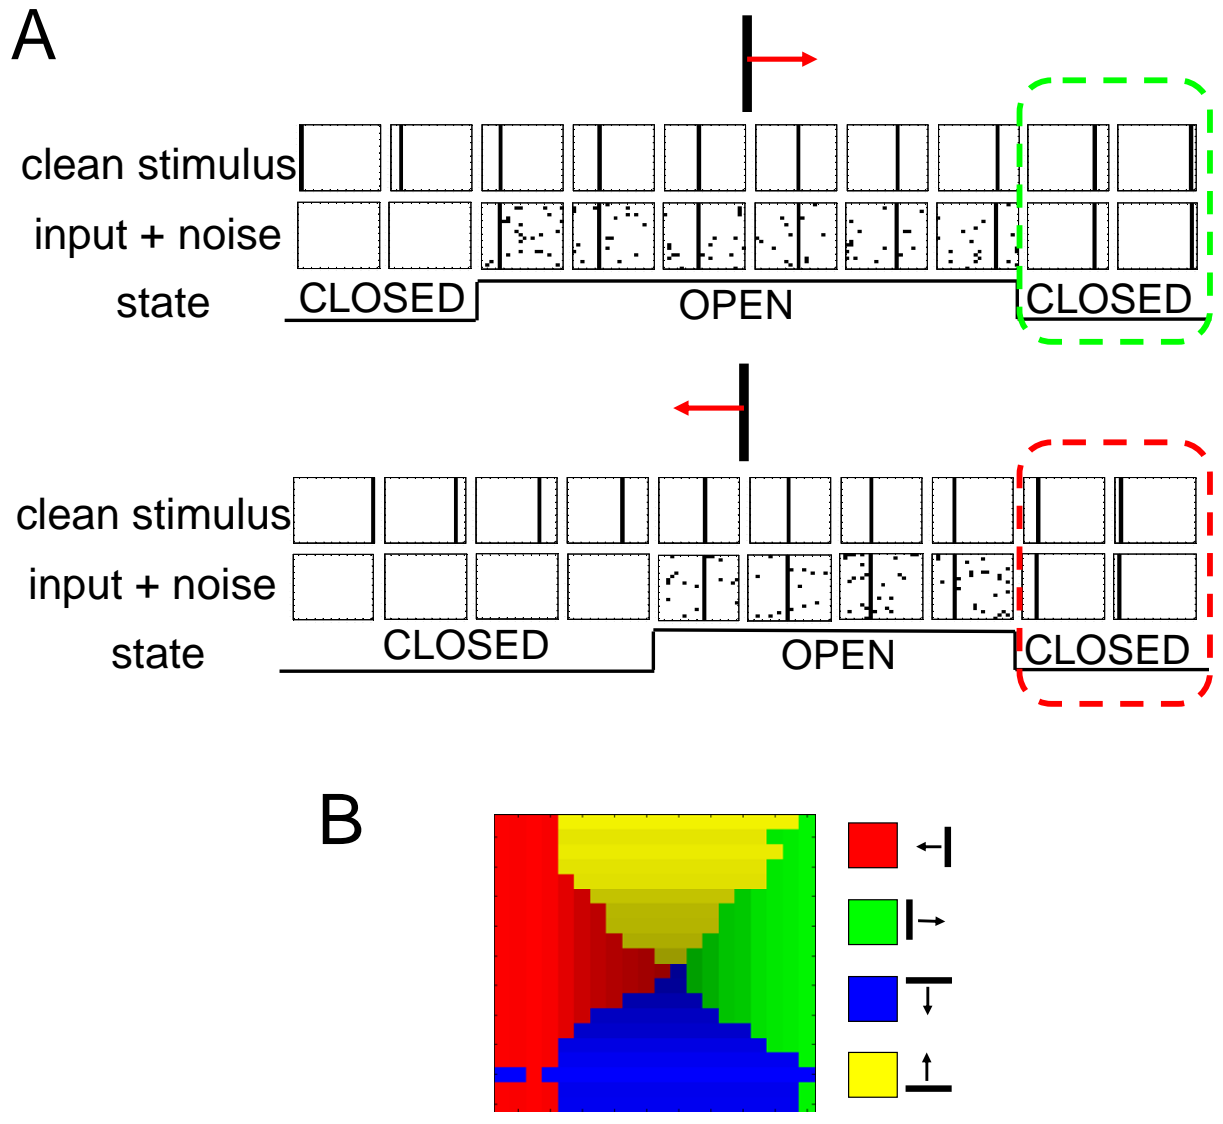 A
clean stimulus
input + noise
state CLOSED OPEN CLOSED
clean stimulus
input + noise
state CLOSED OPEN CLOSED
B